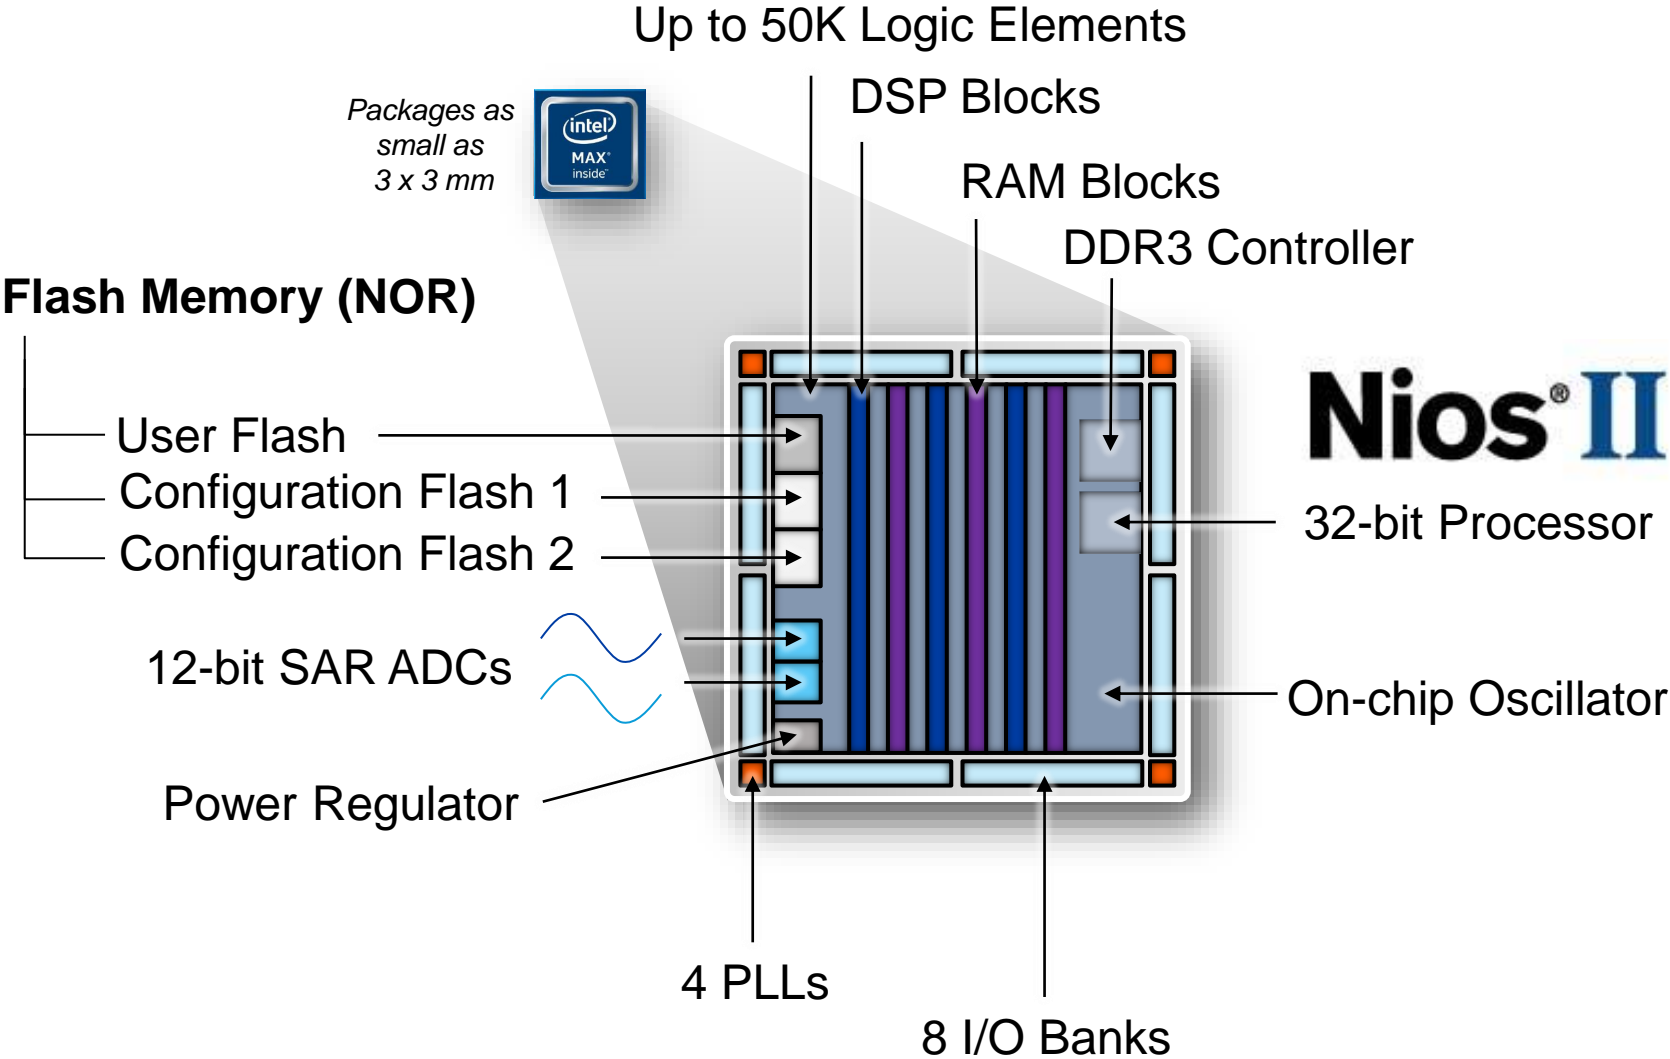 Up to 50K Logic Elements
DSP Blocks
Packages as
small as
3 x 3 mm
intel®
MAX®
inside™
RAM Blocks
DDR3 Controller
Flash Memory (NOR)
User Flash
Configuration Flash 1
Configuration Flash 2
Nios® II
32-bit Processor
12-bit SAR ADCs
On-chip Oscillator
Power Regulator
4 PLLs
8 I/O Banks